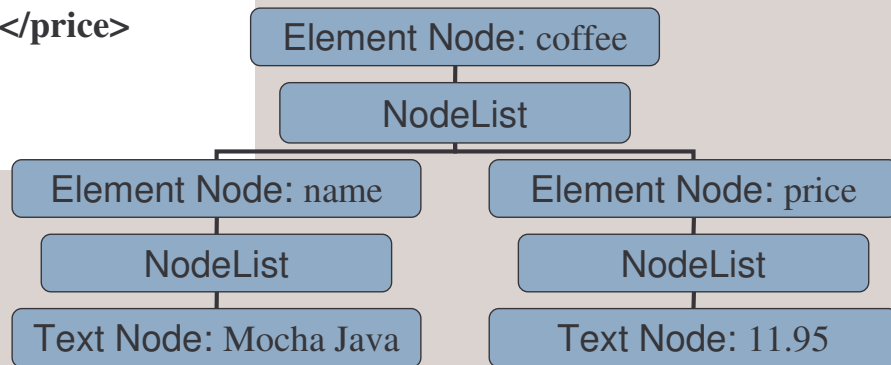 </price>
Element Node: coffee
NodeList
Element Node: name
Element Node: price
NodeList
NodeList
Text Node: Mocha Java
Text Node: 11.95